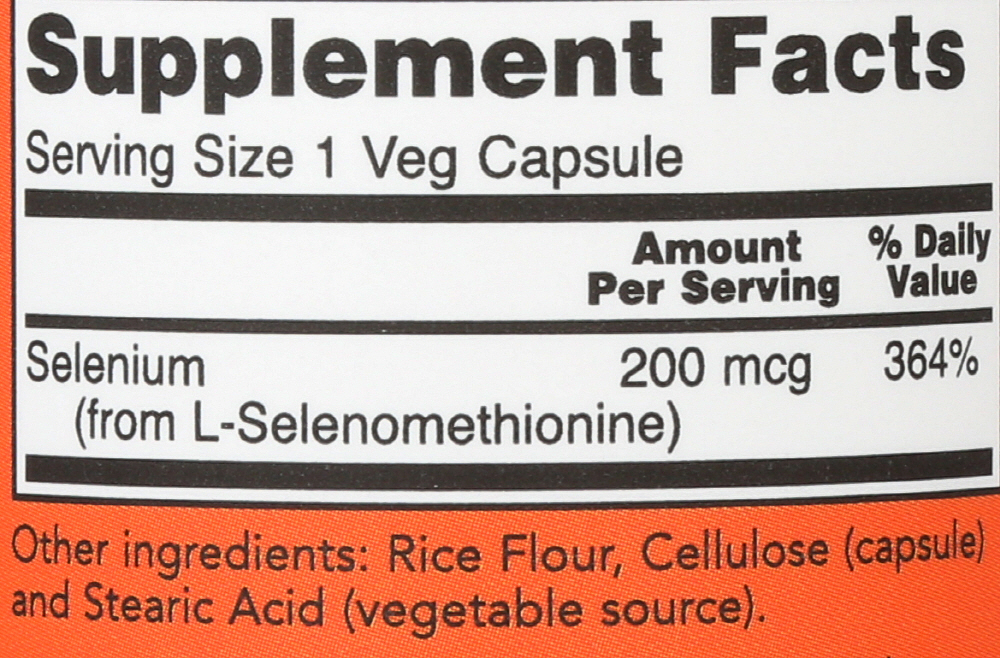 Supplement Facts
Serving Size 1 Veg Capsule
Amount Per Serving % Daily Value
Selenium 200 mcg 364%
(from L-Selenomethionine)
Other ingredients: Rice Flour, Cellulose (capsule)
and Stearic Acid (vegetable source).